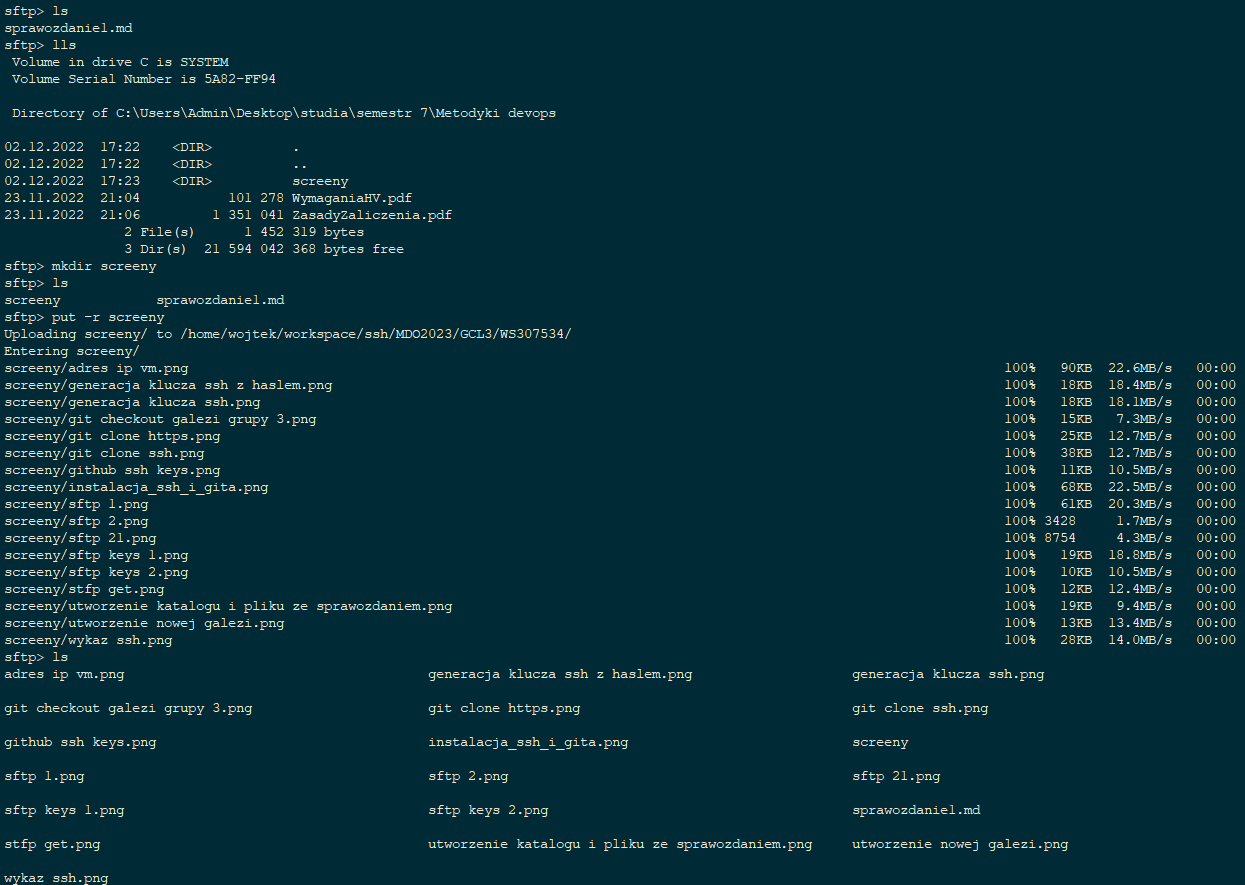 sftp> ls
sprawozdanie1.md
sftp> lls
 Volume in drive C is SYSTEM
 Volume Serial Number is 5A82-FF94

 Directory of C:\Users\Admin\Desktop\studia\semestr 7\Metodyki devops

02.12.2022  17:22    <DIR>          .
02.12.2022  17:22    <DIR>          ..
02.12.2022  17:23    <DIR>          screeny
23.11.2022  21:04           101 278 WymaganiaHV.pdf
23.11.2022  21:06         1 351 041 ZasadyZaliczenia.pdf
               2 File(s)      1 452 319 bytes
               3 Dir(s)  21 594 042 368 bytes free
sftp> mkdir screeny
sftp> ls
screeny            sprawozdanie1.md
sftp> put -r screeny
Uploading screeny/ to /home/wojtek/workspace/ssh/MDO2023/GCL3/WS307534/
Entering screeny/
screeny/adres ip vm.png 100% 90KB 22.6MB/s 00:00
screeny/generacja klucza ssh z haslem.png 100% 18KB 18.4MB/s 00:00
screeny/generacja klucza ssh.png 100% 18KB 18.1MB/s 00:00
screeny/git checkout galezi grupy 3.png 100% 15KB 7.3MB/s 00:00
screeny/git clone https.png 100% 25KB 12.7MB/s 00:00
screeny/git clone ssh.png 100% 38KB 12.7MB/s 00:00
screeny/github ssh keys.png 100% 11KB 10.5MB/s 00:00
screeny/instalacja_ssh_i_gita.png 100% 68KB 22.5MB/s 00:00
screeny/sftp 1.png 100% 61KB 20.3MB/s 00:00
screeny/sftp 2.png 100% 3428 1.7MB/s 00:00
screeny/sftp 21.png 100% 8754 4.3MB/s 00:00
screeny/sftp keys 1.png 100% 19KB 18.8MB/s 00:00
screeny/sftp keys 2.png 100% 10KB 10.5MB/s 00:00
screeny/stfp get.png 100% 12KB 12.4MB/s 00:00
screeny/utworzenie katalogu i pliku ze sprawozdaniem.png 100% 19KB 9.4MB/s 00:00
screeny/utworzenie nowej galezi.png 100% 13KB 13.4MB/s 00:00
screeny/wykaz ssh.png 100% 28KB 14.0MB/s 00:00
sftp> ls
adres ip vm.png generacja klucza ssh z haslem.png generacja klucza ssh.png
git checkout galezi grupy 3.png git clone https.png git clone ssh.png
github ssh keys.png instalacja_ssh_i_gita.png screeny
sftp 1.png sftp 2.png sftp 21.png
sftp keys 1.png sftp keys 2.png sprawozdanie1.md
stfp get.png utworzenie katalogu i pliku ze sprawozdaniem.png utworzenie nowej galezi.png
wykaz ssh.png